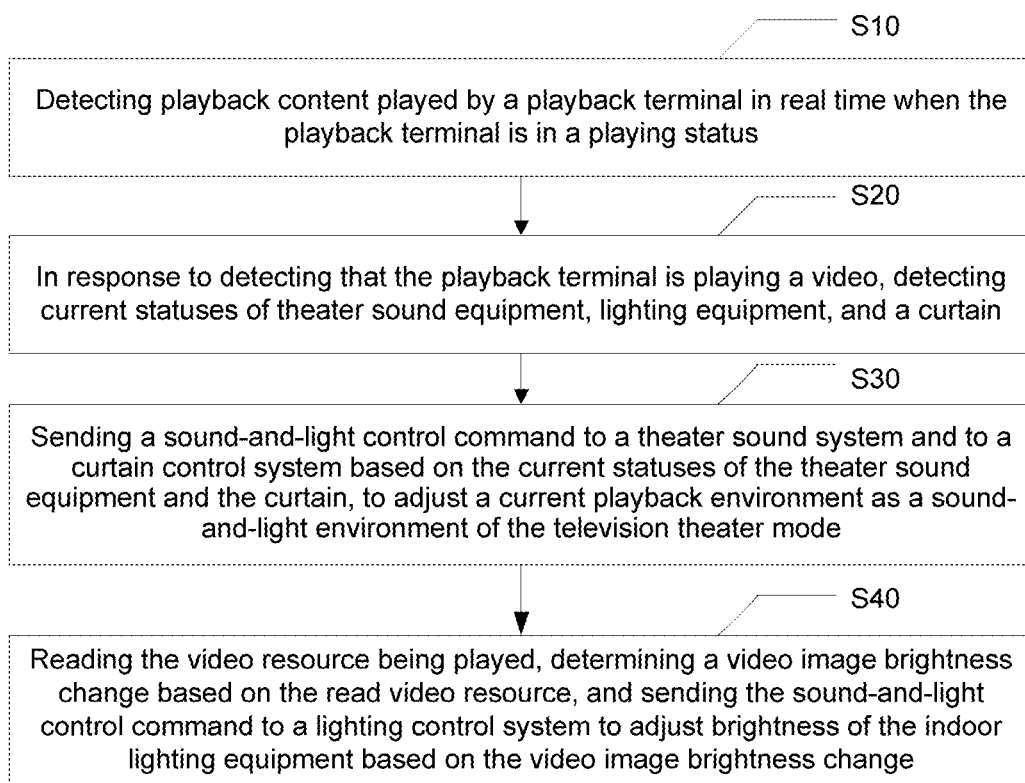 S10
Detecting playback content played by a playback terminal in real time when the
playback terminal is in a playing status
S20
In response to detecting that the playback terminal is playing a video, detecting
current statuses of theater sound equipment, lighting equipment, and a curtain
S30
Sending a sound-and-light control command to a theater sound system and to a
curtain control system based on the current statuses of the theater sound
equipment and the curtain, to adjust a current playback environment as a sound-
and-light environment of the television theater mode
S40
Reading the video resource being played, determining a video image brightness
change based on the read video resource, and sending the sound-and-light
control command to a lighting control system to adjust brightness of the indoor
lighting equipment based on the video image brightness change